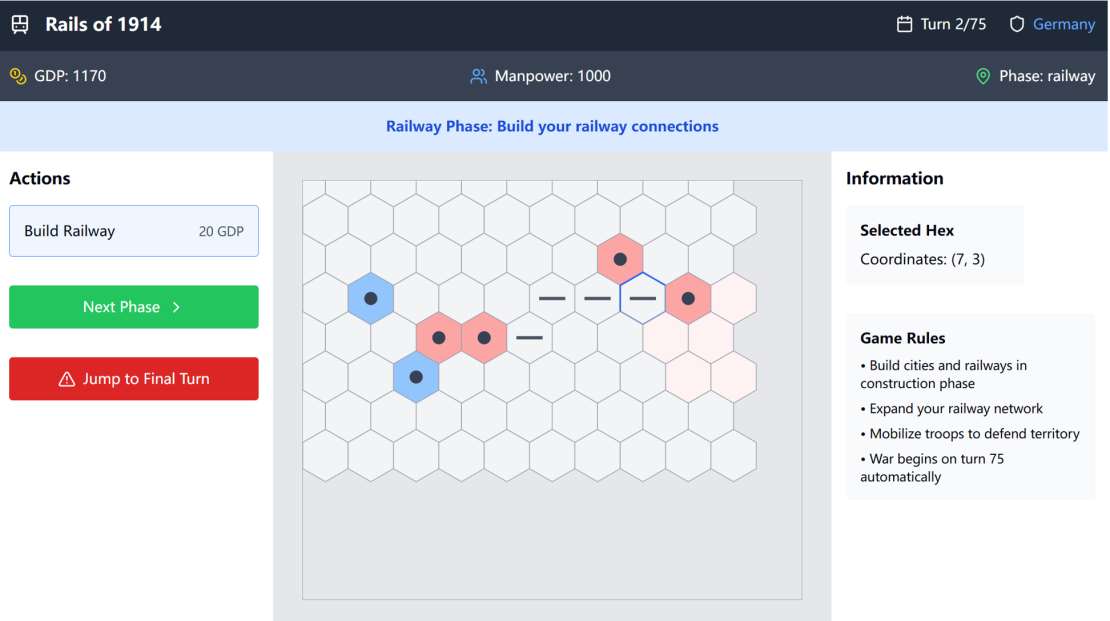 Rails of 1914
Turn 2/75
Germany
GDP: 1170
Manpower: 1000
Phase: railway
Railway Phase: Build your railway connections
Actions
Build Railway
20 GDP
Next Phase
Jump to Final Turn
Information
Selected Hex
Coordinates: (7, 3)
Game Rules
• Build cities and railways in
construction phase
• Expand your railway network
• Mobilize troops to defend territory
• War begins on turn 75
automatically